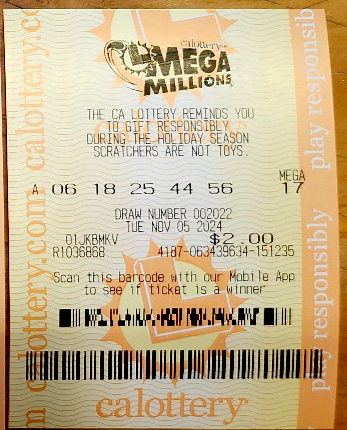 calottery
MEGA
MILLIONS
THE CA LOTTERY REMINDS YOU
TO GIFT RESPONSIBLY
DURING THE HOLIDAY SEASON
SCRATCHERS ARE NOT TOYS.
MEGA
A 06 18 25 44 56 17
DRAW NUMBER 002022
TUE NOV 05 2024
01JKBMKV $2.00
R1036868 4187-063439634-151235
Scan this barcode with our Mobile App
to see if ticket is a winner
calottery
calottery.com calottery.c
play responsibly play responsib